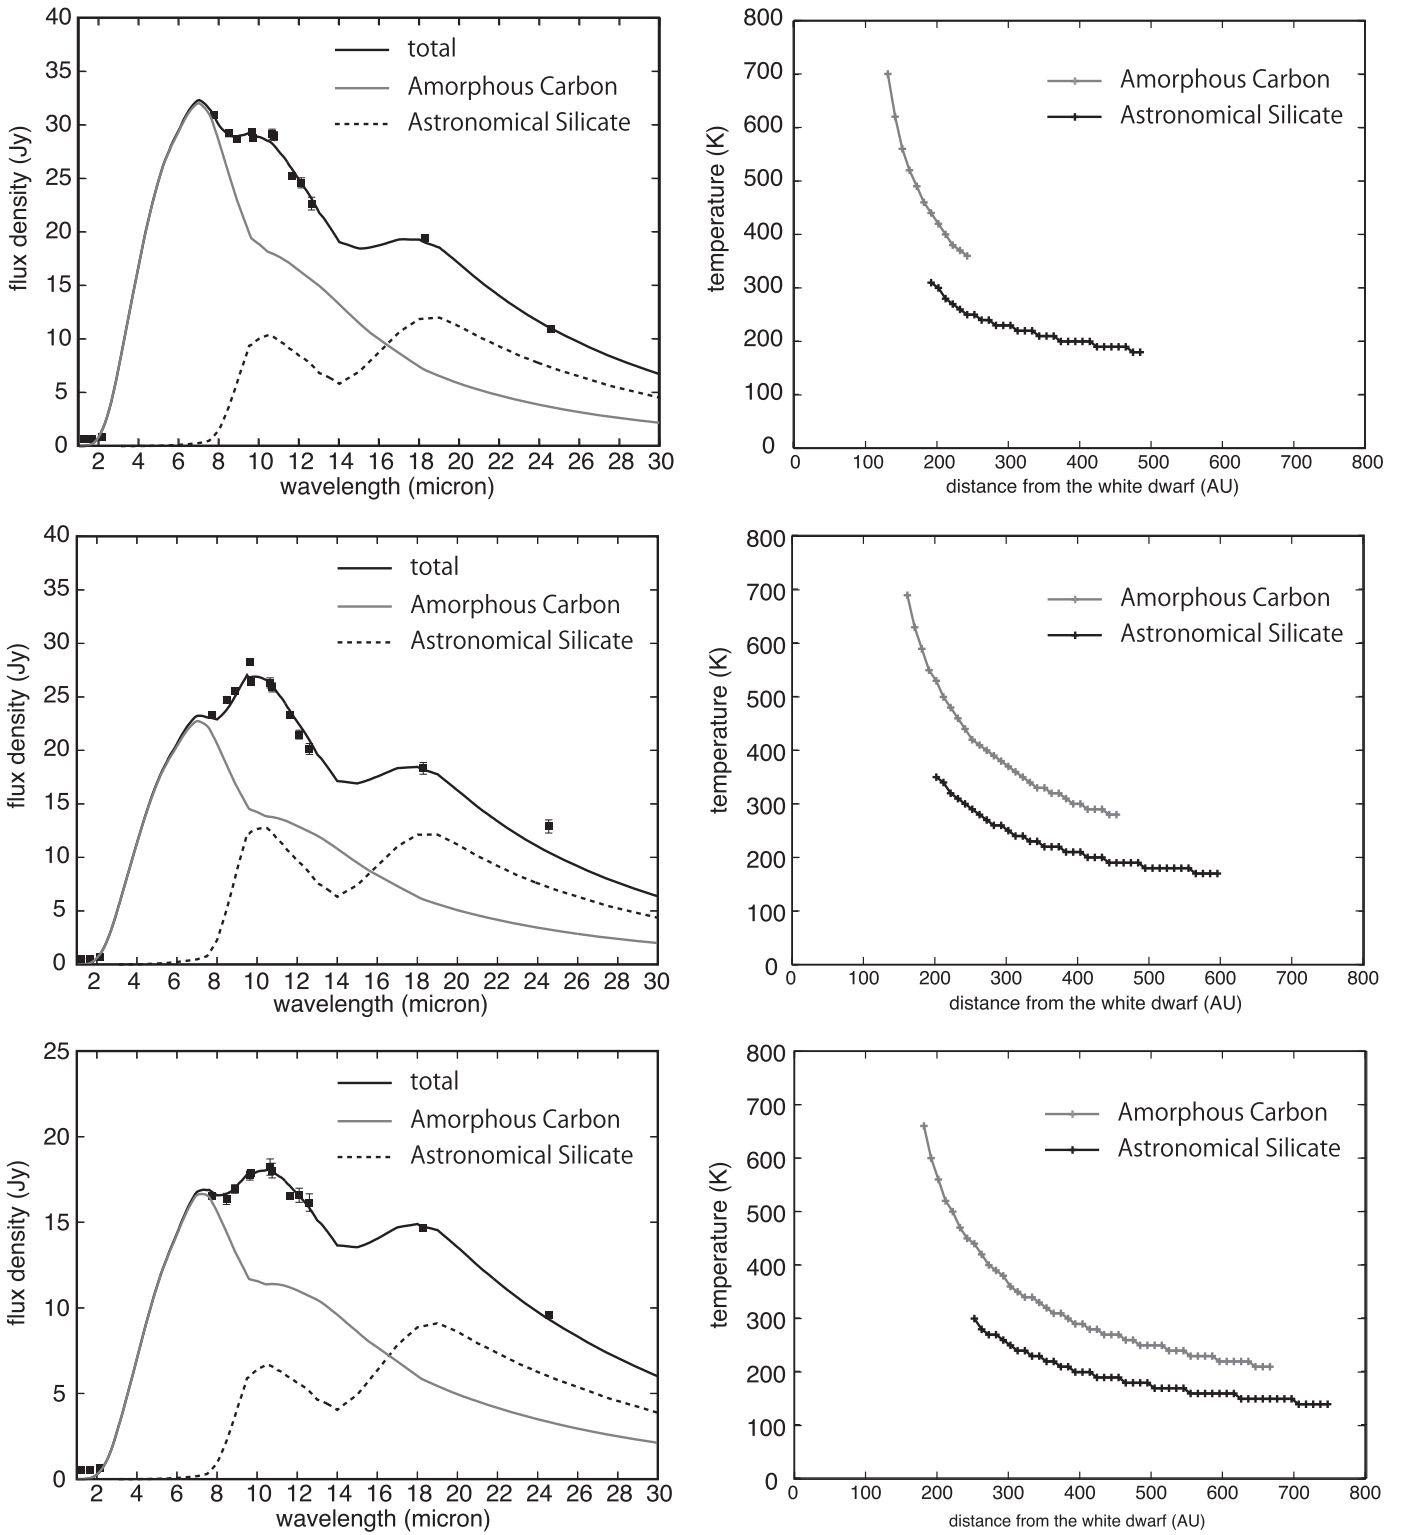 40
35
30
25
20
15
10
5
0
flux density (Jy)
total
Amorphous Carbon
Astronomical Silicate
2 4 6 8 10 12 14 16 18 20 22 24 26 28 30
wavelength (micron)
800
700
600
500
400
300
200
100
0
temperature (K)
Amorphous Carbon
Astronomical Silicate
0 100 200 300 400 500 600 700 800
distance from the white dwarf (AU)
40
35
30
25
20
15
10
5
0
flux density (Jy)
total
Amorphous Carbon
Astronomical Silicate
2 4 6 8 10 12 14 16 18 20 22 24 26 28 30
wavelength (micron)
800
700
600
500
400
300
200
100
0
temperature (K)
Amorphous Carbon
Astronomical Silicate
0 100 200 300 400 500 600 700 800
distance from the white dwarf (AU)
25
20
15
10
5
0
flux density (Jy)
total
Amorphous Carbon
Astronomical Silicate
2 4 6 8 10 12 14 16 18 20 22 24 26 28 30
wavelength (micron)
800
700
600
500
400
300
200
100
0
temperature (K)
Amorphous Carbon
Astronomical Silicate
0 100 200 300 400 500 600 700 800
distance from the white dwarf (AU)